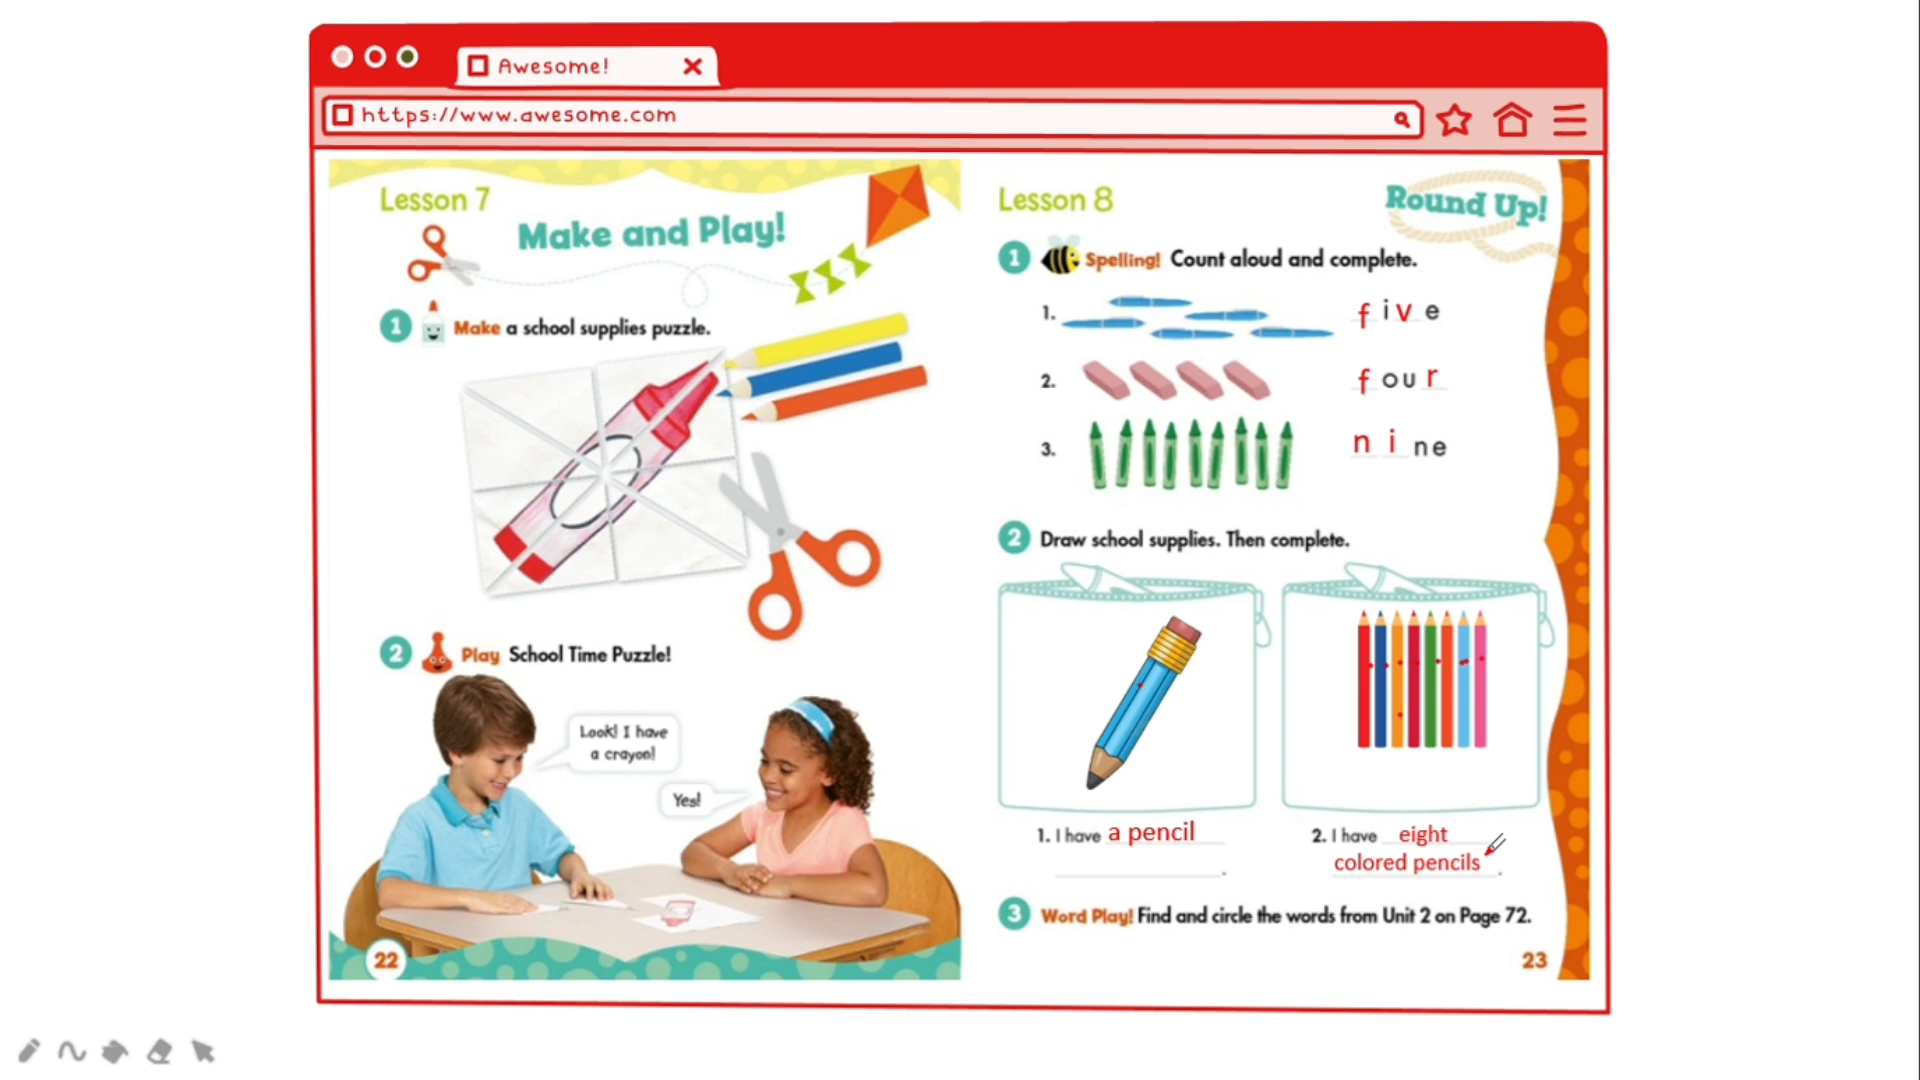 Awesome!
https://www.awesome.com
Lesson 7
Make and Play!
1 Make a school supplies puzzle.
2 Play School Time Puzzle!
Look! I have
a crayon!
Yes!
22
Lesson 8
Round Up!
1 Spelling! Count aloud and complete.
1. five
2. four
3. nine
2 Draw school supplies. Then complete.
1. I have a pencil
.
2. I have eight
colored pencils.
3 Word Play! Find and circle the words from Unit 2 on Page 72.
23